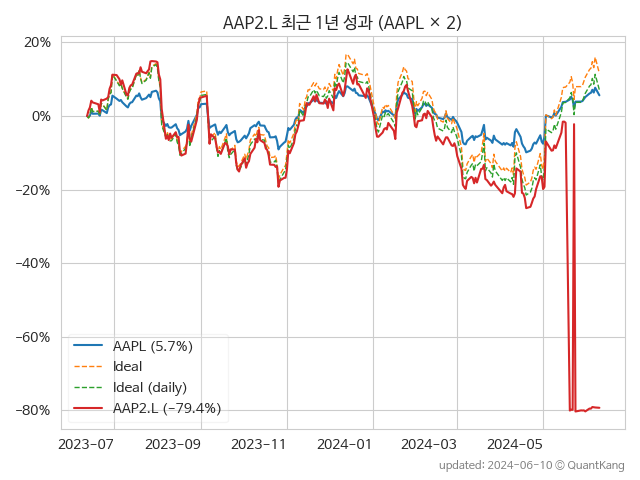 AAP2.L 최근 1년 성과 (AAPL × 2)
20%
0%
−20%
−40%
−60%
−80%
AAPL (5.7%)
Ideal
Ideal (daily)
AAP2.L (−79.4%)
2023-07 2023-09 2023-11 2024-01 2024-03 2024-05
updated: 2024-06-10 © QuantKang